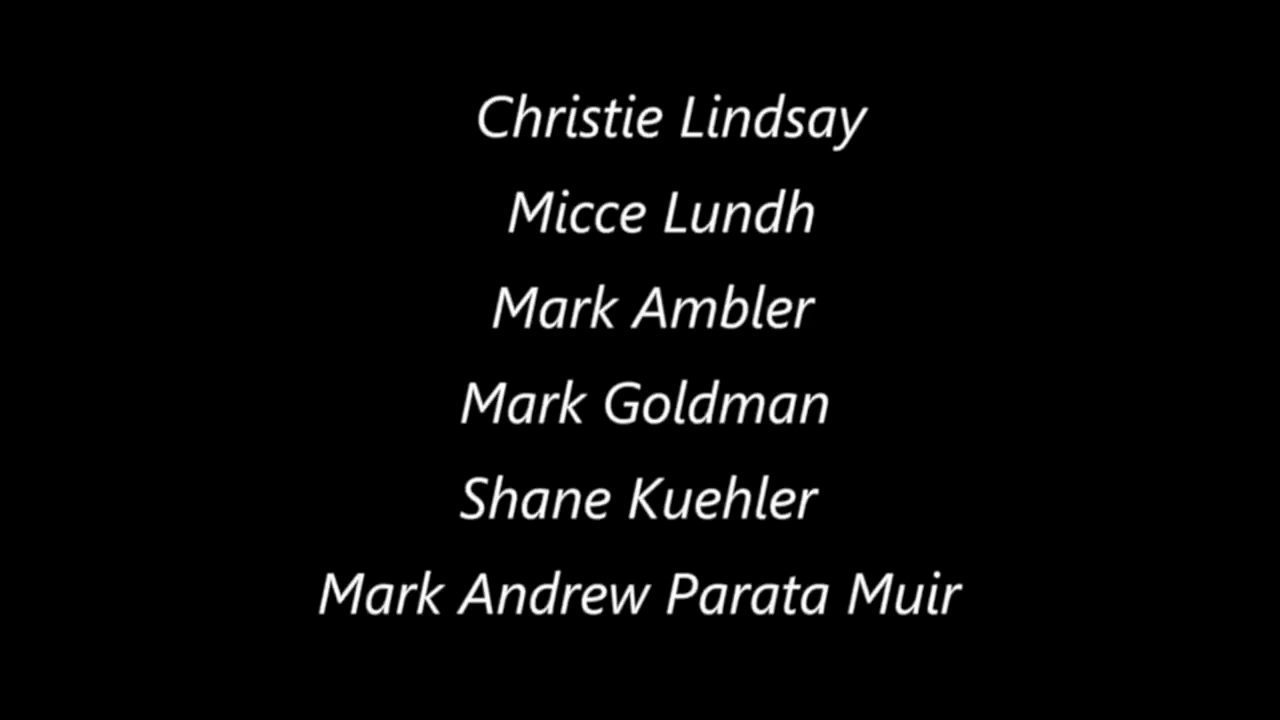 Christie Lindsay
Micce Lundh
Mark Ambler
Mark Goldman
Shane Kuehler
Mark Andrew Parata Muir